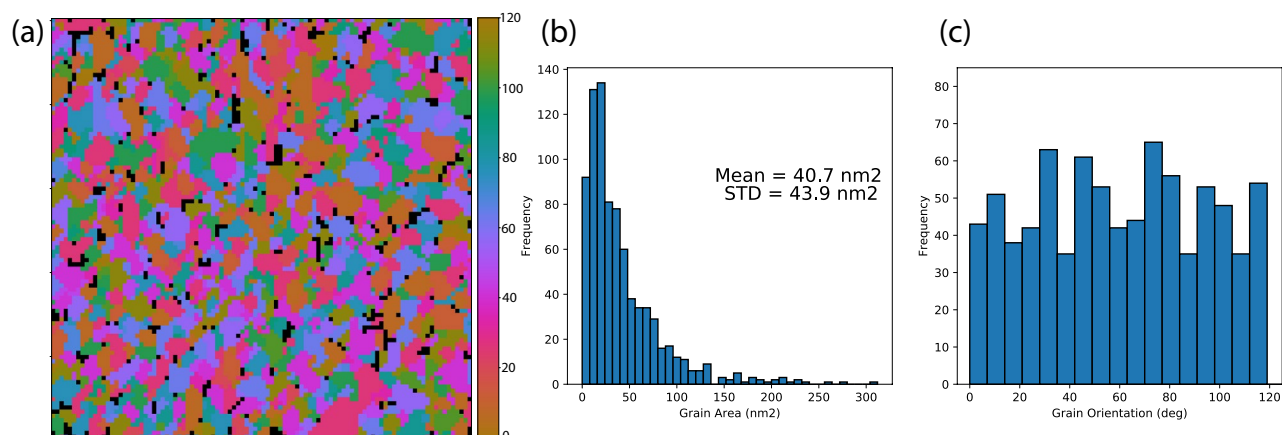 (a)
120
100
80
60
40
20
0
(b)
140
120
100
80
60
40
20
0
Frequency
Mean = 40.7 nm2
STD = 43.9 nm2
0 50 100 150 200 250 300
Grain Area (nm2)
(c)
80
70
60
50
40
30
20
10
0
Frequency
0 20 40 60 80 100 120
Grain Orientation (deg)